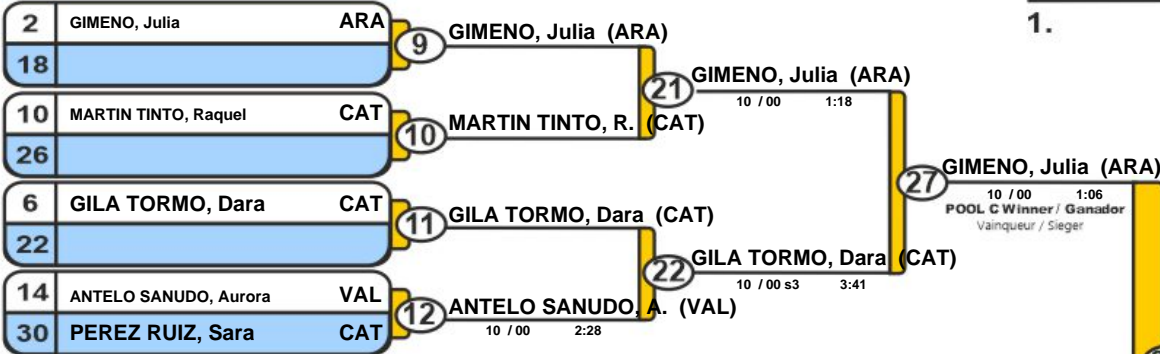 1.
2 GIMENO, Julia ARA
18
9 GIMENO, Julia (ARA)
10 MARTIN TINTO, Raquel CAT
26
10 MARTIN TINTO, R. (CAT)
21 GIMENO, Julia (ARA)
10 / 00 1:18
6 GILA TORMO, Dara CAT
22
11 GILA TORMO, Dara (CAT)
14 ANTELO SANUDO, Aurora VAL
30 PEREZ RUIZ, Sara CAT
12 ANTELO SANUDO, A. (VAL)
10 / 00 2:28
22 GILA TORMO, Dara (CAT)
10 / 00 s3 3:41
27 GIMENO, Julia (ARA)
10 / 00 1:06
POOL C Winner / Ganador
Vainqueur / Sieger